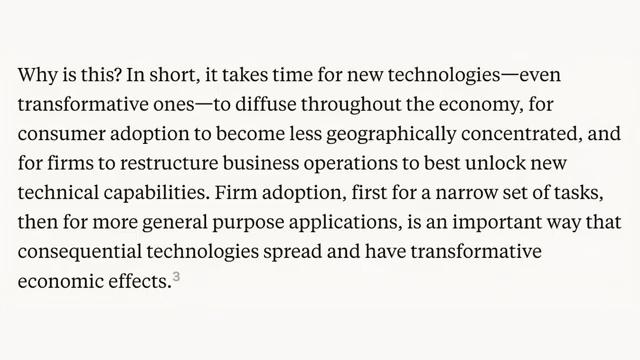 Why is this? In short, it takes time for new technologies—even
transformative ones—to diffuse throughout the economy, for
consumer adoption to become less geographically concentrated, and
for firms to restructure business operations to best unlock new
technical capabilities. Firm adoption, first for a narrow set of tasks,
then for more general purpose applications, is an important way that
consequential technologies spread and have transformative
economic effects.3